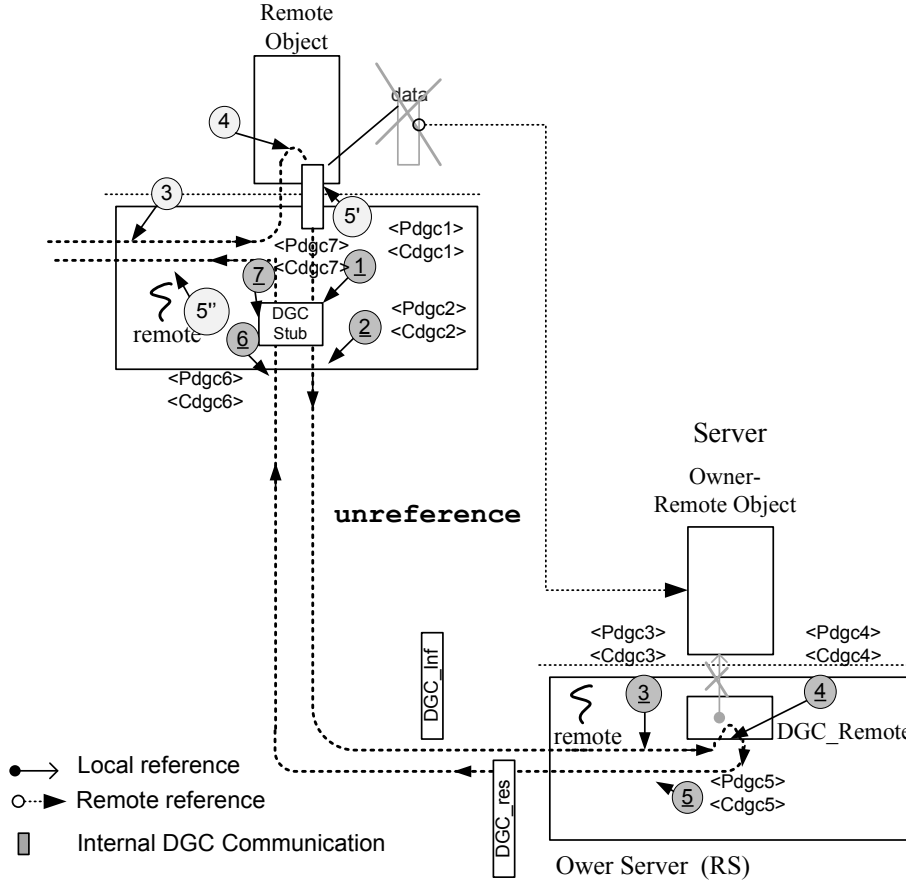 Remote
Object
data
4
3
5'
<Pdgc1>
<Cdgc1>
<Pdgc7>
<Cdgc7>
7
1
5''
remote
DGC
Stub
<Pdgc2>
<Cdgc2>
2
6
<Pdgc6>
<Cdgc6>
Server
Owner-
Remote Object
unreference
<Pdgc3>
<Cdgc3>
<Pdgc4>
<Cdgc4>
DGC_Inf
3
4
remote
DGC_Remote
Local reference
Remote reference
Internal DGC Communication
DGC_res
5
<Pdgc5>
<Cdgc5>
Ower Server (RS)